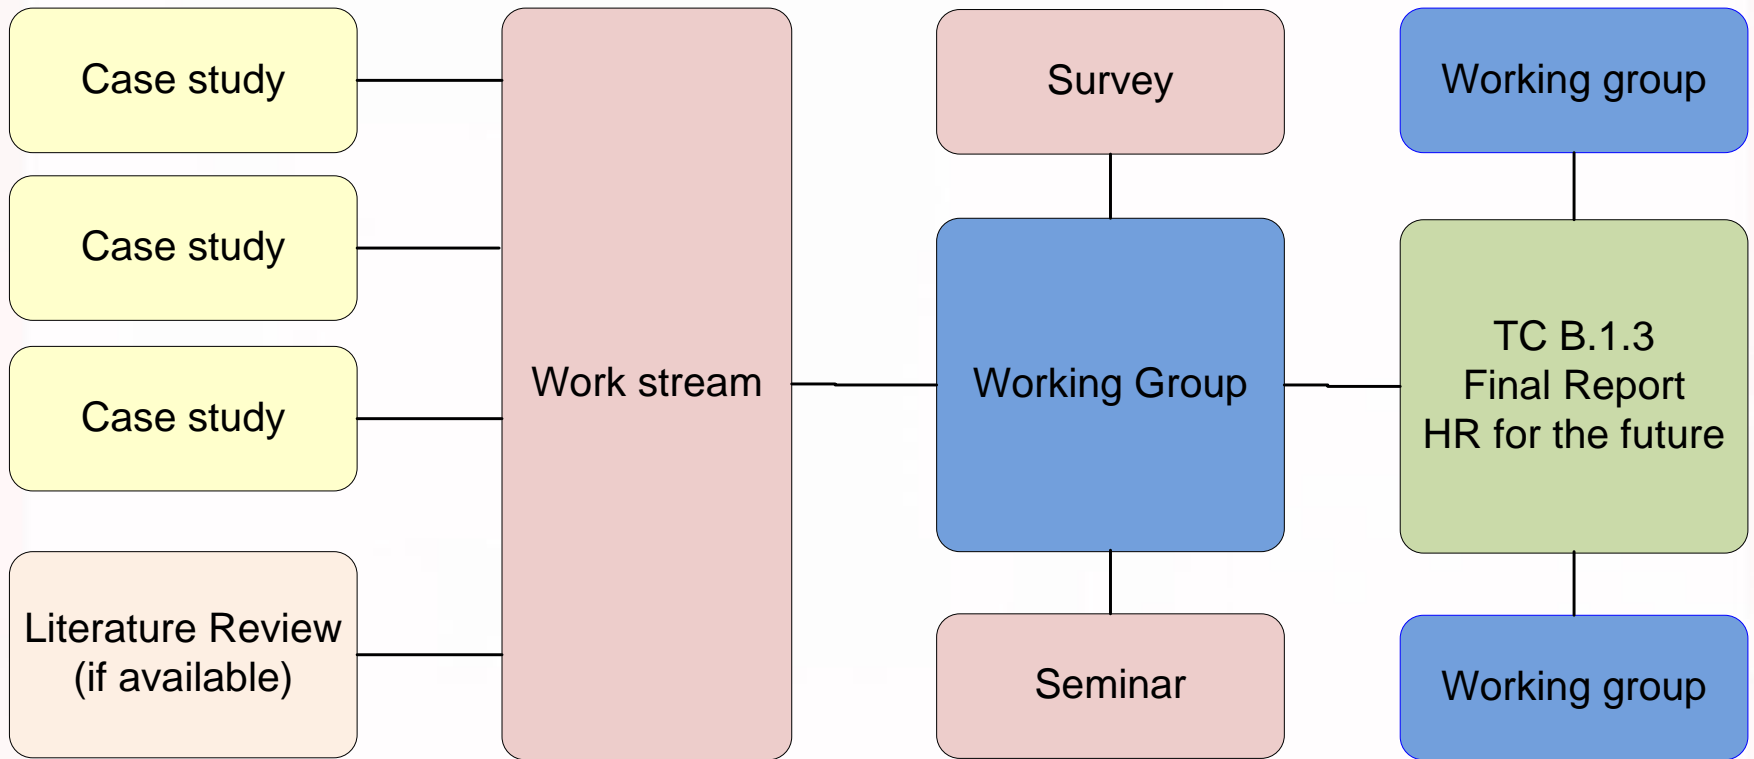 Case study
Case study
Case study
Literature Review
(if available)
Work stream
Survey
Working Group
Seminar
Working group
TC B.1.3
Final Report
HR for the future
Working group